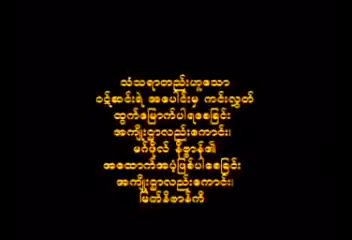 သံသရာတည်းဟူသော
ဝဋ်ဆင်းရဲ အပေါင်းမှ ကင်းလွတ်
ထွက်မြောက်ပါရစေခြင်း
အကျိုးဌာလည်းကောင်း၊
မဂ်ဖိုလ် နိဗ္ဗာန်၏
အထောက်အပံ့ဖြစ်ပါစေခြင်း
အကျိုးဌာလည်းကောင်း၊
မြတ်နိဗာန်ကို